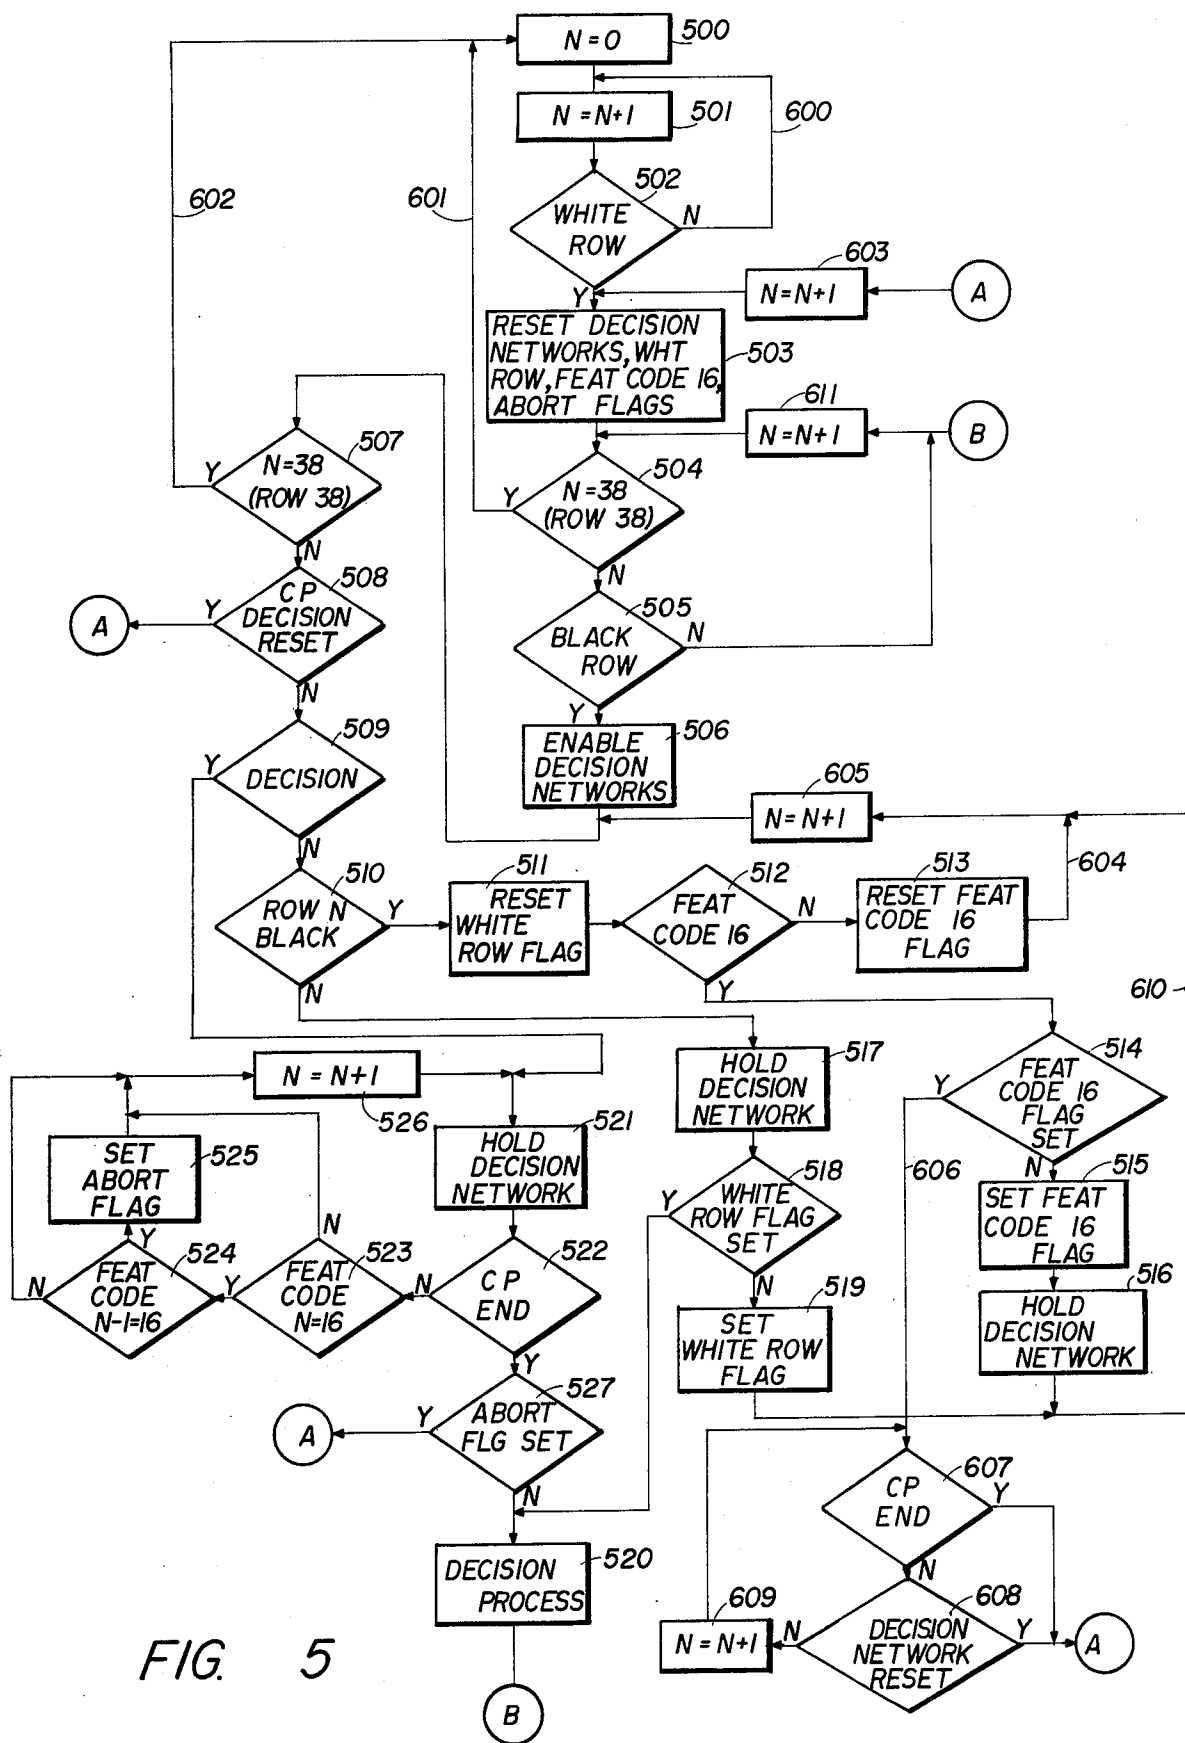 N=0
500
N=N+1
501
600
502
WHITE
ROW
N
Y
602
601
603
N=N+1
A
RESET DECISION
NETWORKS, WHT
ROW, FEAT CODE 16,
ABORT FLAGS
503
611
N=N+1
B
507
N=38
(ROW 38)
Y
N
504
N=38
(ROW 38)
Y
N
508
CP
DECISION
RESET
Y
N
A
505
BLACK
ROW
N
Y
509
DECISION
Y
N
ENABLE
DECISION
NETWORKS
506
605
N=N+1
604
510
ROW N
BLACK
Y
N
511
RESET
WHITE
ROW FLAG
512
FEAT
CODE 16
N
Y
513
RESET FEAT
CODE 16
FLAG
610
N=N+1
526
HOLD
DECISION
NETWORK
517
514
FEAT
CODE 16
FLAG
SET
Y
N
SET
ABORT
FLAG
525
HOLD
DECISION
NETWORK
521
518
WHITE
ROW FLAG
SET
Y
N
606
515
SET FEAT
CODE 16
FLAG
524
FEAT
CODE
N-1=16
N
Y
523
FEAT
CODE
N=16
Y
N
522
CP
END
N
Y
519
SET
WHITE ROW
FLAG
516
HOLD
DECISION
NETWORK
527
ABORT
FLG SET
Y
N
A
607
CP
END
Y
N
DECISION
PROCESS
520
609
N=N+1
608
DECISION
NETWORK
RESET
N
Y
A
FIG. 5
B